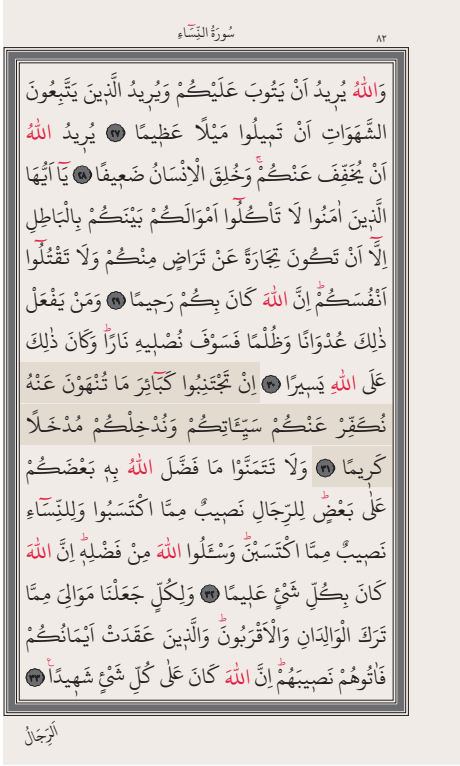 سُورَةُ النِّسَٓاءِ
٨٢
وَاللّٰهُ يُرِيدُ اَنْ يَتُوبَ عَلَيْكُمْ وَيُرِيدُ الَّذِينَ يَتَّبِعُونَ
الشَّهَوَاتِ اَنْ تَمِيلُوا مَيْلًا عَظِيمًا ﴿٢٧﴾ يُرِيدُ اللّٰهُ
اَنْ يُخَفِّفَ عَنْكُمْۚ وَخُلِقَ الْاِنْسَانُ ضَعِيفًا ﴿٢٨﴾ يَٓا اَيُّهَا
الَّذِينَ اٰمَنُوا لَا تَاْكُلُٓوا اَمْوَالَكُمْ بَيْنَكُمْ بِالْبَاطِلِ
اِلَّٓا اَنْ تَكُونَ تِجَارَةً عَنْ تَرَاضٍ مِنْكُمْ وَلَا تَقْتُلُٓوا
اَنْفُسَكُمْۜ اِنَّ اللّٰهَ كَانَ بِكُمْ رَحِيمًا ﴿٢٩﴾ وَمَنْ يَفْعَلْ
ذٰلِكَ عُدْوَانًا وَظُلْمًا فَسَوْفَ نُصْلِيهِ نَارًاۜ وَكَانَ ذٰلِكَ
عَلَى اللّٰهِ يَسِيرًا ﴿٣٠﴾ اِنْ تَجْتَنِبُوا كَبَٓائِرَ مَا تُنْهَوْنَ عَنْهُ
نُكَفِّرْ عَنْكُمْ سَيِّـَٔاتِكُمْ وَنُدْخِلْكُمْ مُدْخَلًا
كَرِيمًا ﴿٣١﴾ وَلَا تَتَمَنَّوْا مَا فَضَّلَ اللّٰهُ بِهٖ بَعْضَكُمْ
عَلٰى بَعْضٍۜ لِلرِّجَالِ نَصِيبٌ مِمَّا اكْتَسَبُواۜ وَلِلنِّسَٓاءِ
نَصِيبٌ مِمَّا اكْتَسَبْنَۜ وَسْـَٔلُوا اللّٰهَ مِنْ فَضْلِهٖۜ اِنَّ اللّٰهَ
كَانَ بِكُلِّ شَيْءٍ عَلِيمًا ﴿٣٢﴾ وَلِكُلٍّ جَعَلْنَا مَوَالِيَ مِمَّا
تَرَكَ الْوَالِدَانِ وَالْاَقْرَبُونَۜ وَالَّذِينَ عَقَدَتْ اَيْمَانُكُمْ
فَاٰتُوهُمْ نَصِيبَهُمْۜ اِنَّ اللّٰهَ كَانَ عَلٰى كُلِّ شَيْءٍ شَهِيدًاۚ ﴿٣٣﴾
اَلرِّجَالُ